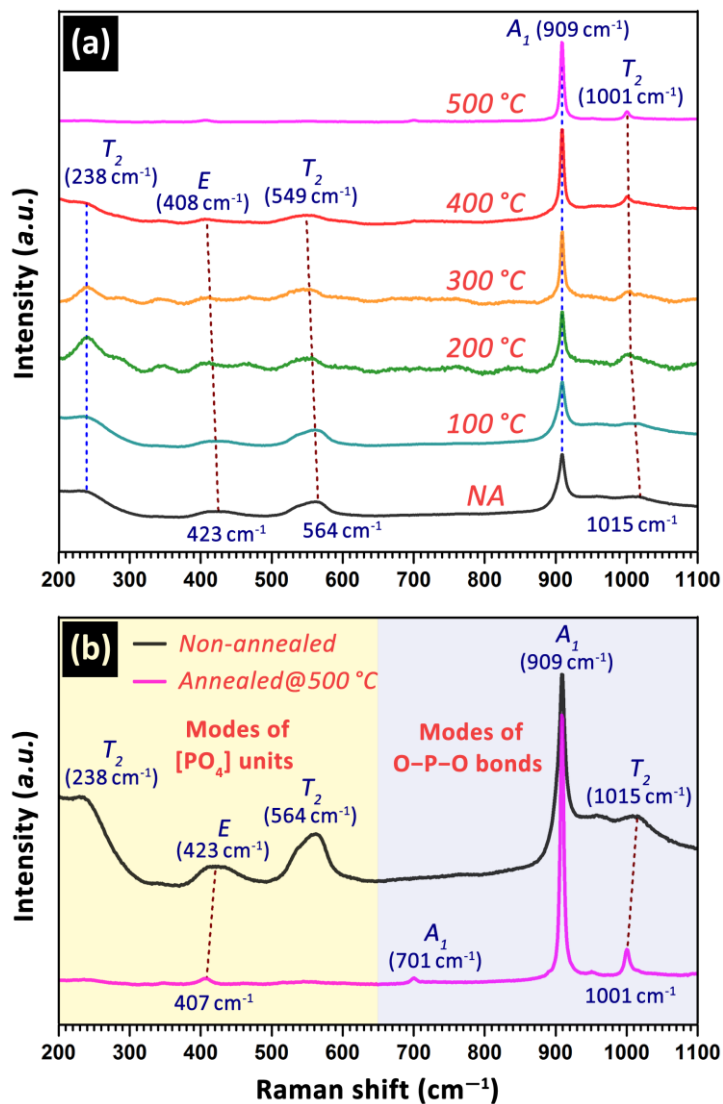 (a)
A₁ (909 cm⁻¹)
T₂
(1001 cm⁻¹)
500 °C
T₂
(238 cm⁻¹)
E
(408 cm⁻¹)
T₂
(549 cm⁻¹)
400 °C
300 °C
200 °C
100 °C
NA
423 cm⁻¹
564 cm⁻¹
1015 cm⁻¹
Intensity (a.u.)
200 300 400 500 600 700 800 900 1000 1100
(b)
Non-annealed
Annealed@500 °C
A₁
(909 cm⁻¹)
Modes of
[PO₄] units
Modes of
O–P–O bonds
T₂
(238 cm⁻¹)
E
(423 cm⁻¹)
T₂
(564 cm⁻¹)
T₂
(1015 cm⁻¹)
A₁
(701 cm⁻¹)
407 cm⁻¹
1001 cm⁻¹
Intensity (a.u.)
200 300 400 500 600 700 800 900 1000 1100
Raman shift (cm⁻¹)